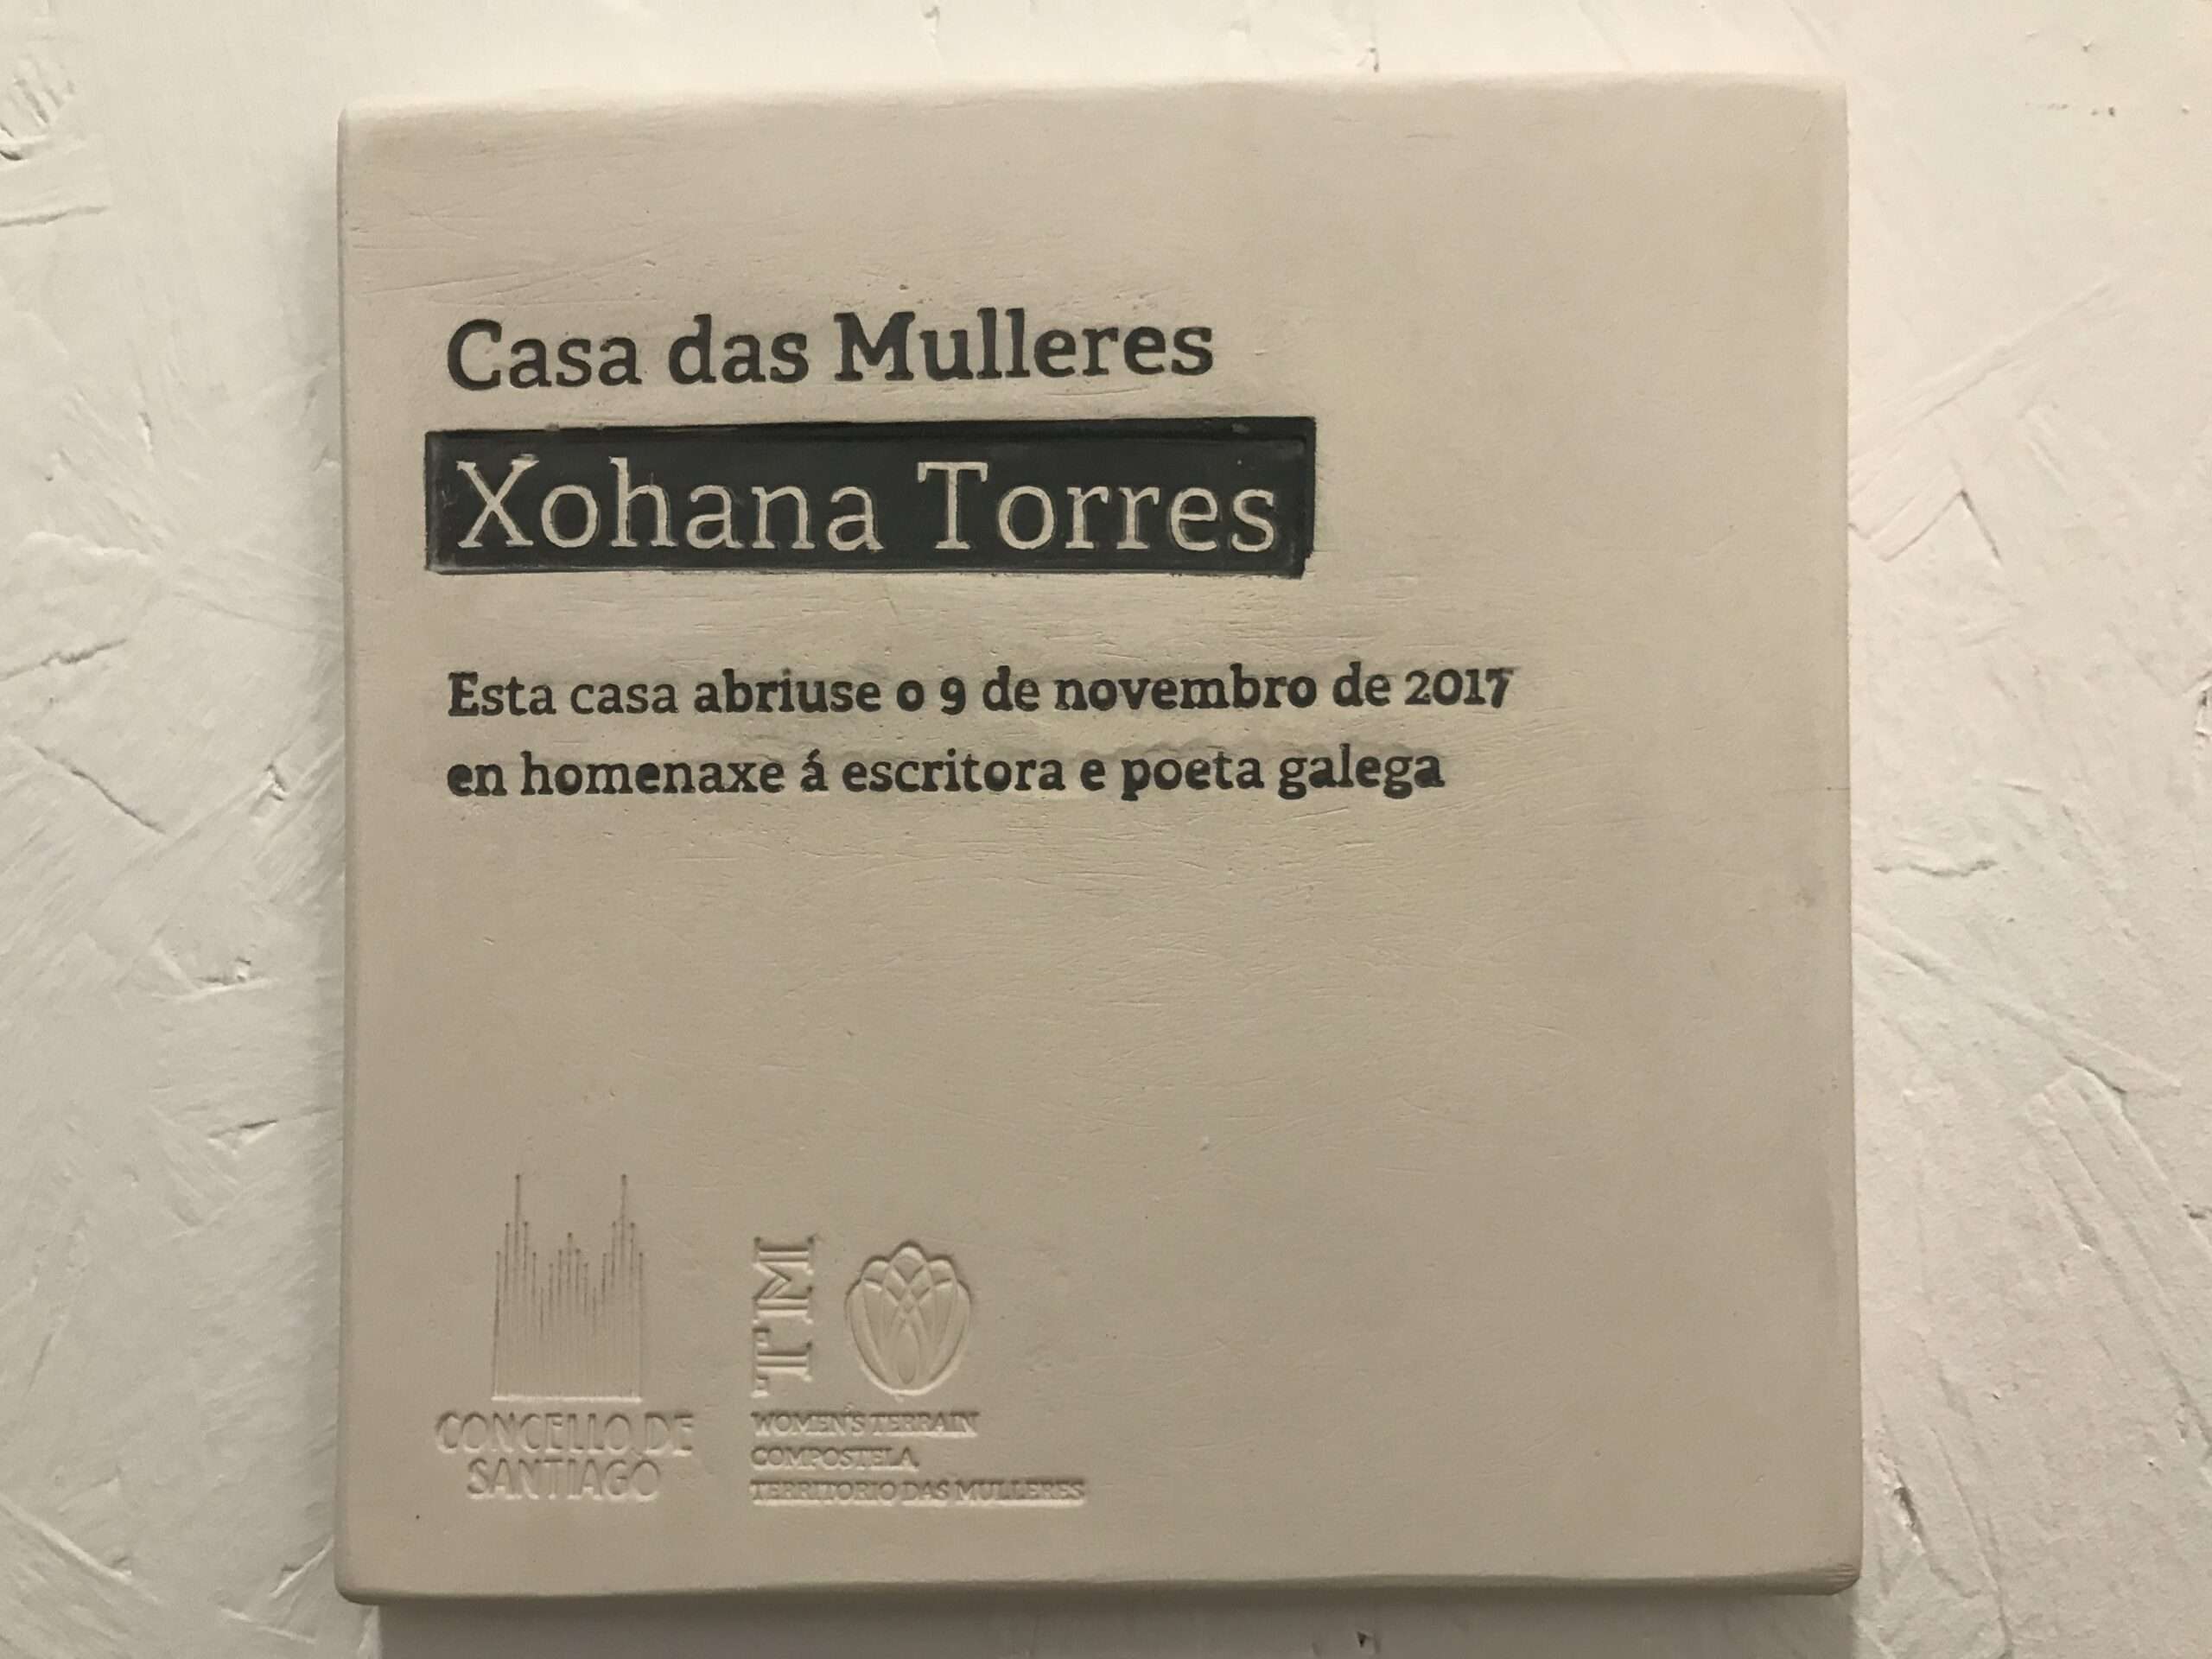 Casa das Mulleres
Xohana Torres
Esta casa abriuse o 9 de novembro de 2017
en homenaxe á escritora e poeta galega
CONCELLO DE
SANTIAGO
TM
WOMEN'S TERRAIN
COMPOSTELA,
TERRITORIO DAS MULLERES